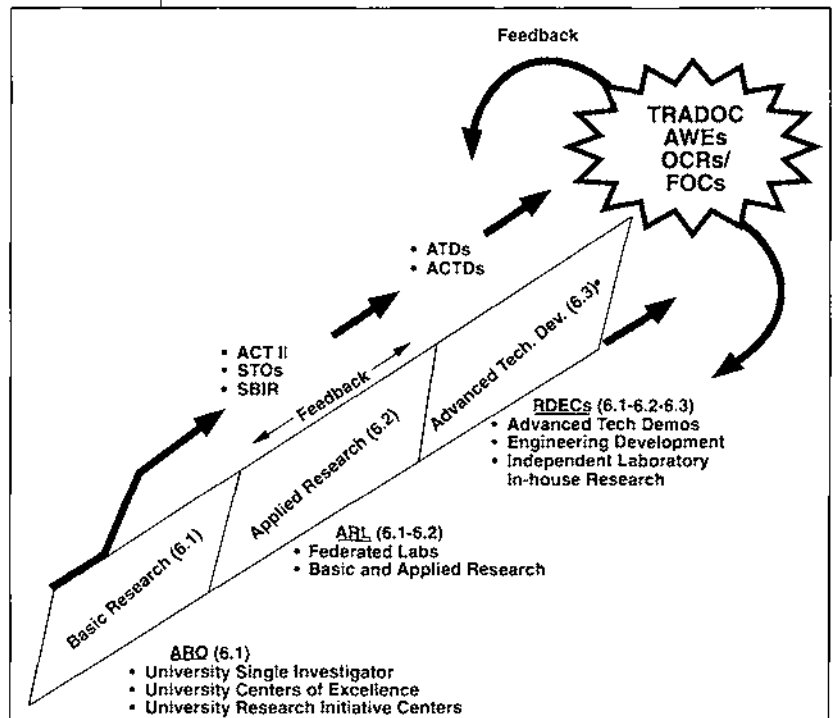 Feedback
TRADOC
AWEs
OCRs/
FOCs
• ATDs
• ACTDs
• ACT II
• STOs
• SBIR
Feedback
Advanced Tech. Dev. (6.3)•
Applied Research (6.2)
Basic Research (6.1)
RDECs (6.1-6.2-6.3)
• Advanced Tech Demos
• Engineering Development
• Independent Laboratory
In-house Research
ARL (6.1-6.2)
• Federated Labs
• Basic and Applied Research
ARO (6.1)
• University Single Investigator
• University Centers of Excellence
• University Research Initiative Centers